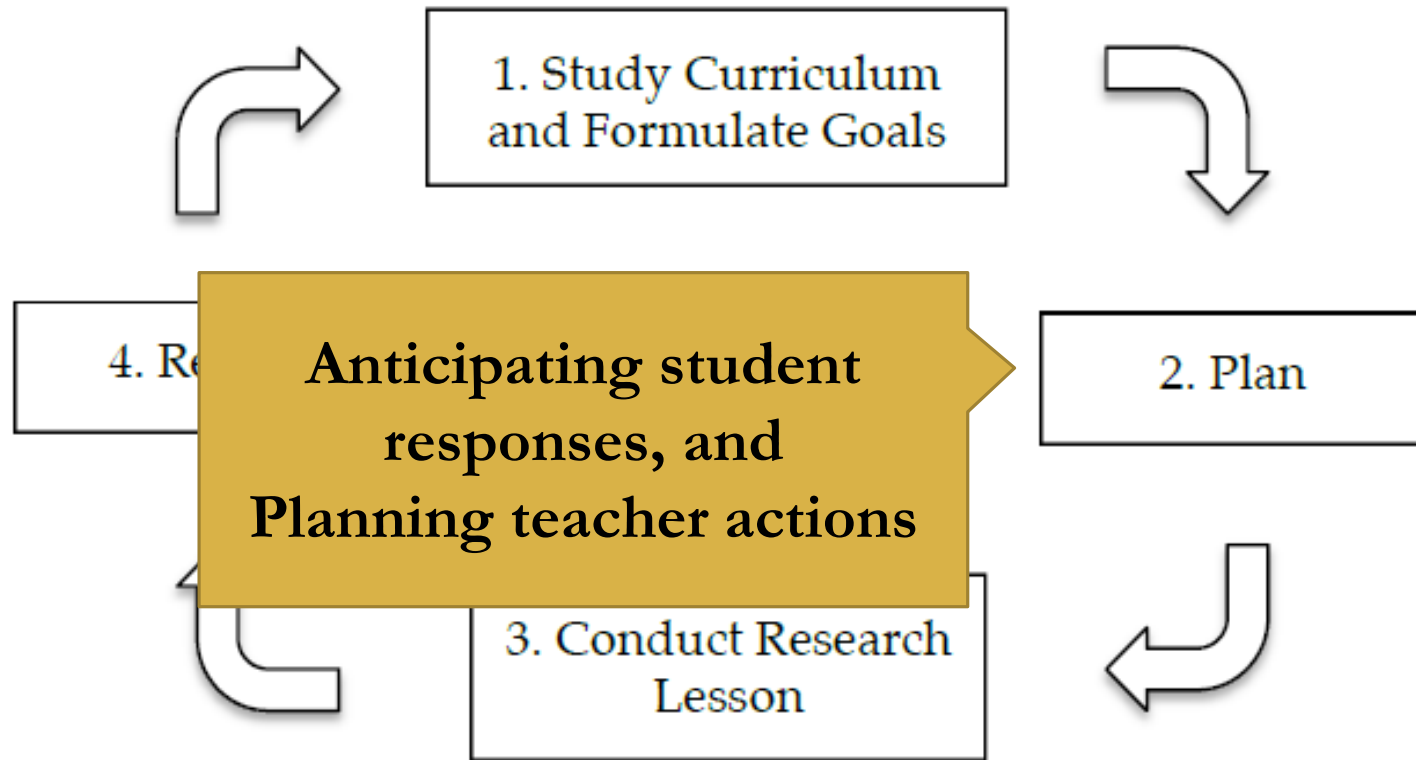 1. Study Curriculum
and Formulate Goals
4.
Anticipating student
responses, and
Planning teacher actions
2. Plan
3. Conduct Research
Lesson